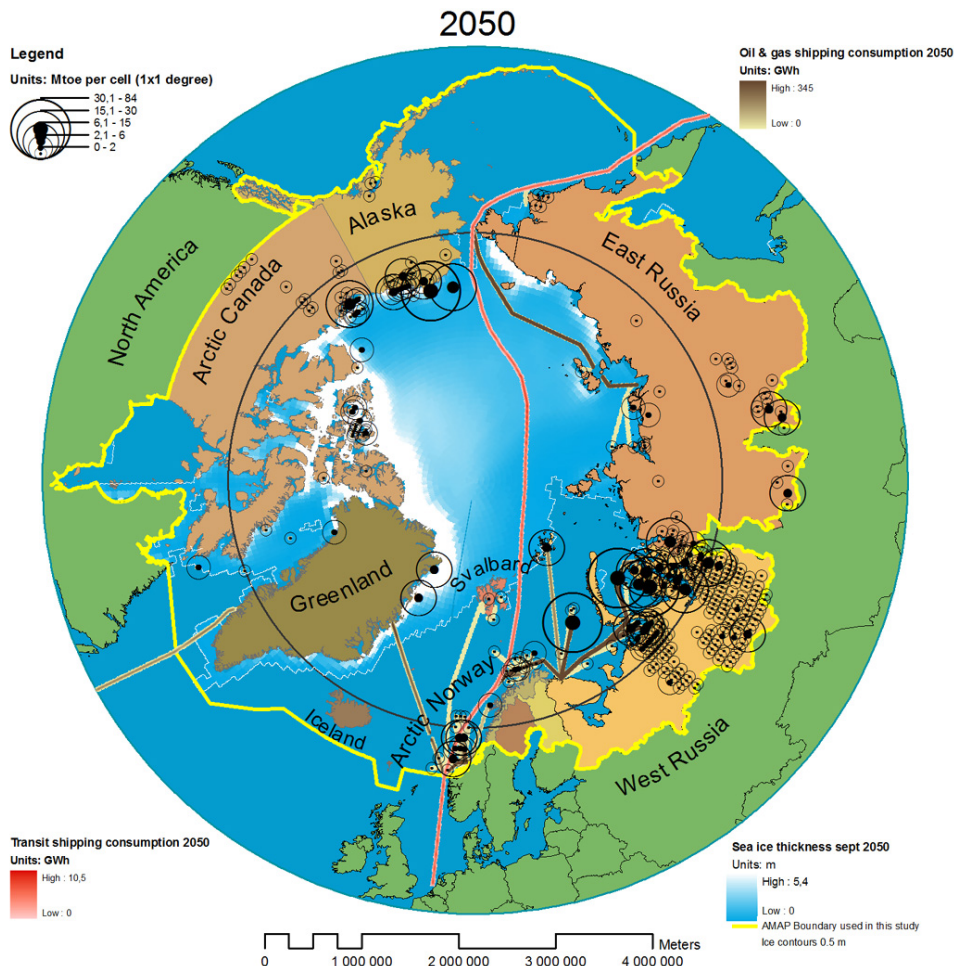 2050
Legend
Units: Mtoe per cell (1x1 degree)
30,1 - 84
15,1 - 30
6,1 - 15
2,1 - 6
0 - 2
Oil & gas shipping consumption 2050
Units: GWh
High : 345
Low : 0
North America
Arctic Canada
Alaska
East Russia
Greenland
Svalbard
Iceland
Arctic Norway
West Russia
Transit shipping consumption 2050
Units: GWh
High : 10,5
Low : 0
Sea ice thickness sept 2050
Units: m
High : 5,4
Low : 0
AMAP Boundary used in this study
Ice contours 0.5 m
Meters
0 1 000 000 2 000 000 3 000 000 4 000 000